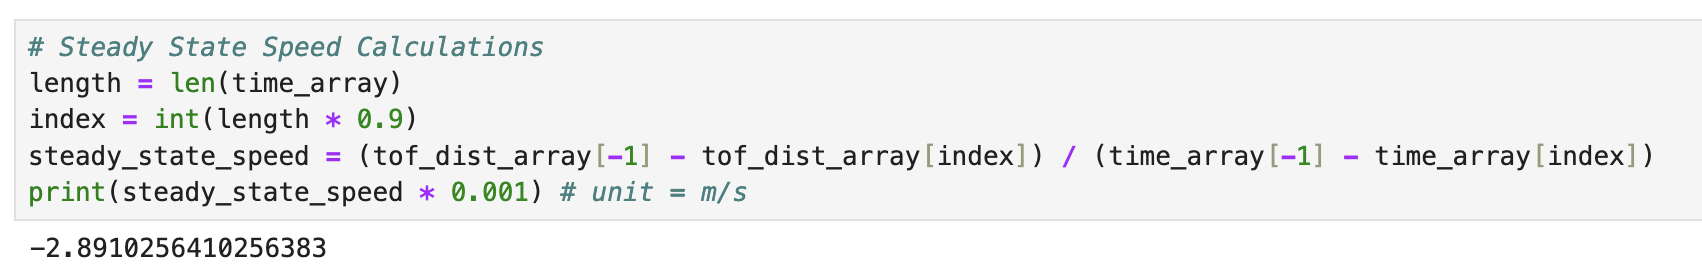 # Steady State Speed Calculations
length = len(time_array)
index = int(length * 0.9)
steady_state_speed = (tof_dist_array[-1] - tof_dist_array[index]) / (time_array[-1] - time_array[index])
print(steady_state_speed * 0.001) # unit = m/s
-2.8910256410256383